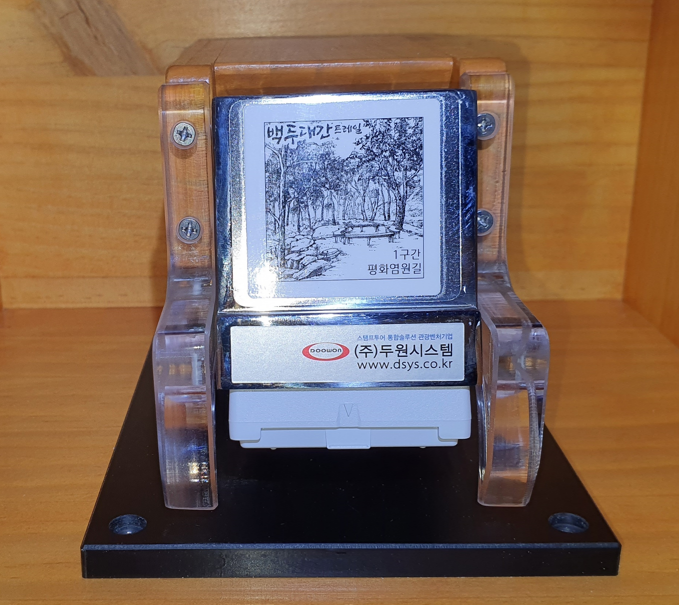 백두대간 트레일
1구간
평화염원길
스탬프투어 통합솔루션 관광벤처기업
DOOWON
(주)두원시스템
www.dsys.co.kr